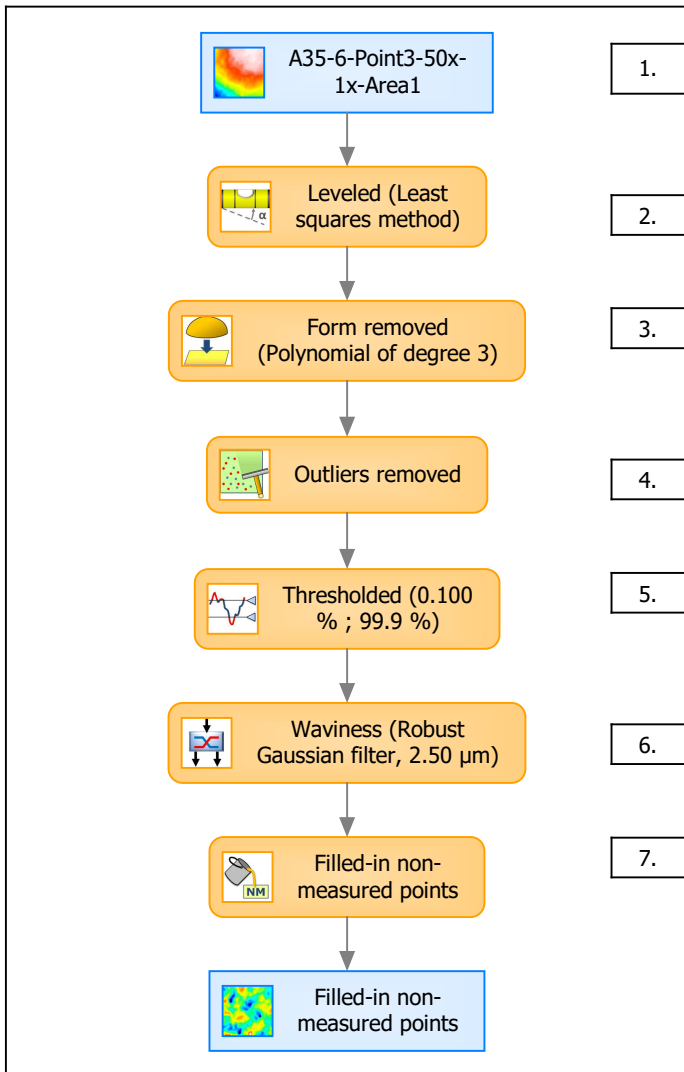 A35-6-Point3-50x-
1x-Area1
1.
Leveled (Least
squares method)
α
2.
Form removed
(Polynomial of degree 3)
3.
Outliers removed
4.
Thresholded (0.100
% ; 99.9 %)
5.
Waviness (Robust
Gaussian filter, 2.50 µm)
6.
Filled-in non-
measured points
NM
7.
Filled-in non-
measured points